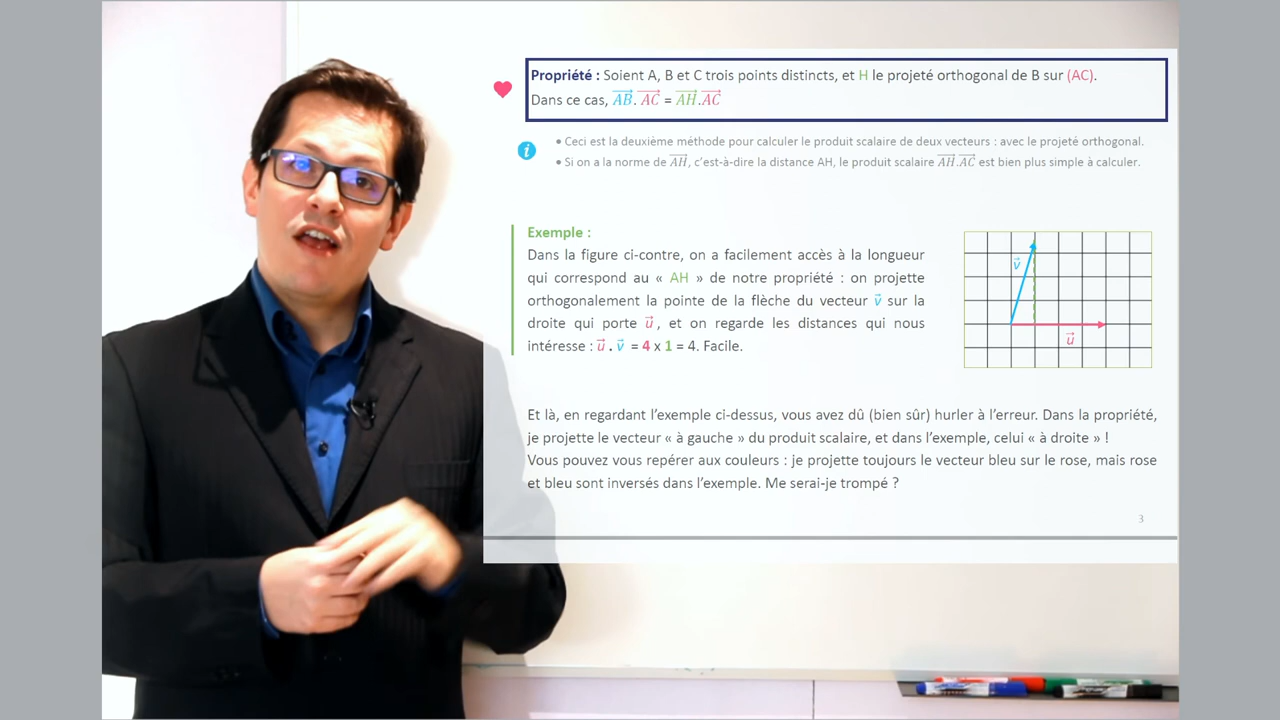 Propriété : Soient A, B et C trois points distincts, et H le projeté orthogonal de B sur (AC).
Dans ce cas, AB⃗. AC⃗ = AH⃗.AC⃗
i
• Ceci est la deuxième méthode pour calculer le produit scalaire de deux vecteurs : avec le projeté orthogonal.
• Si on a la norme de AH⃗, c’est-à-dire la distance AH, le produit scalaire AH⃗.AC⃗ est bien plus simple à calculer.
Exemple :
Dans la figure ci-contre, on a facilement accès à la longueur
qui correspond au « AH » de notre propriété : on projette
orthogonalement la pointe de la flèche du vecteur v⃗ sur la
droite qui porte u⃗, et on regarde les distances qui nous
intéresse : u⃗ . v⃗ = 4 x 1 = 4. Facile.
v⃗
u⃗
Et là, en regardant l’exemple ci-dessus, vous avez dû (bien sûr) hurler à l’erreur. Dans la propriété,
je projette le vecteur « à gauche » du produit scalaire, et dans l’exemple, celui « à droite » !
Vous pouvez vous repérer aux couleurs : je projette toujours le vecteur bleu sur le rose, mais rose
et bleu sont inversés dans l’exemple. Me serai-je trompé ?
3